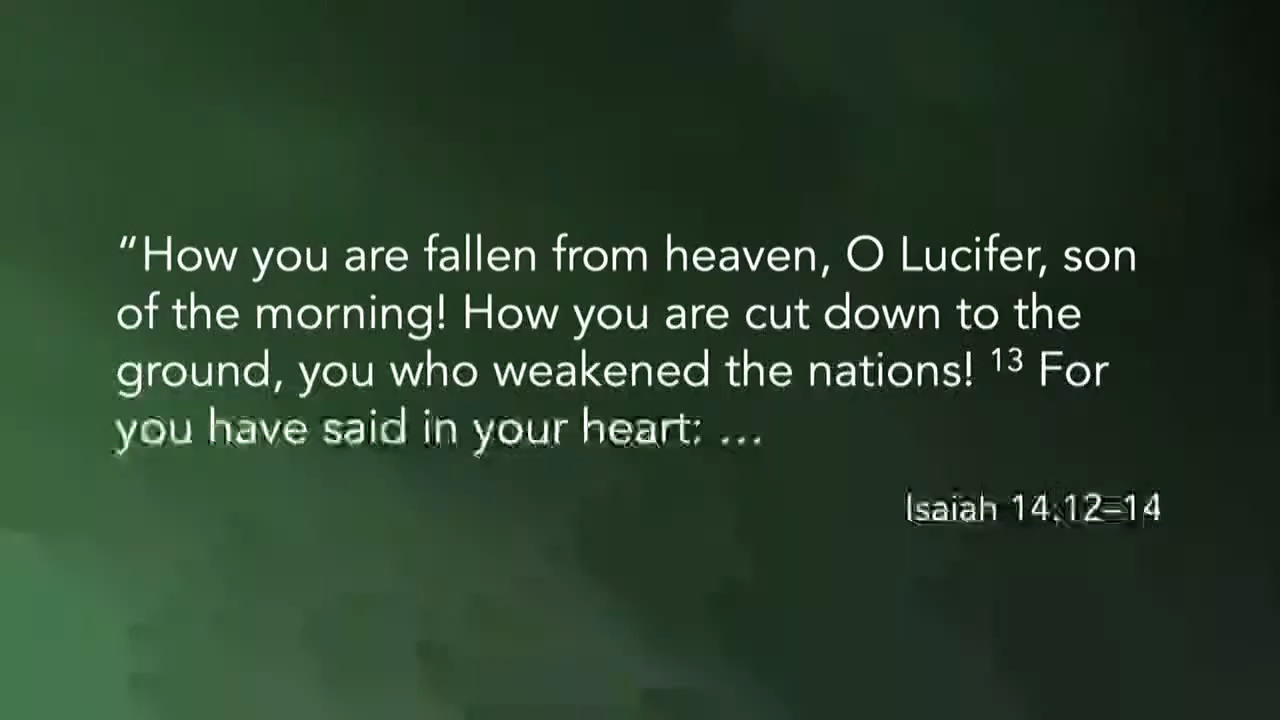 “How you are fallen from heaven, O Lucifer, son
of the morning! How you are cut down to the
ground, you who weakened the nations! ¹³ For
you have said in your heart: ...
Isaiah 14.12–14